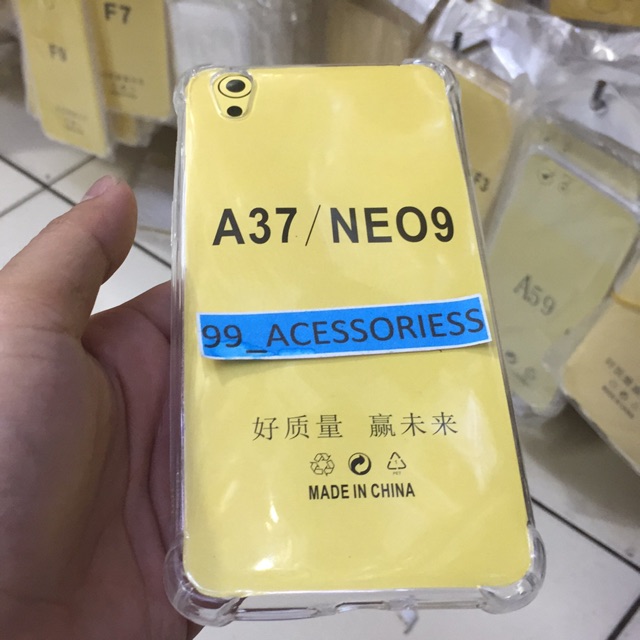 F7
F9
A37/NEO9
F3
A59
99_ACESSORIESS
好质量 赢未来
MADE IN CHINA